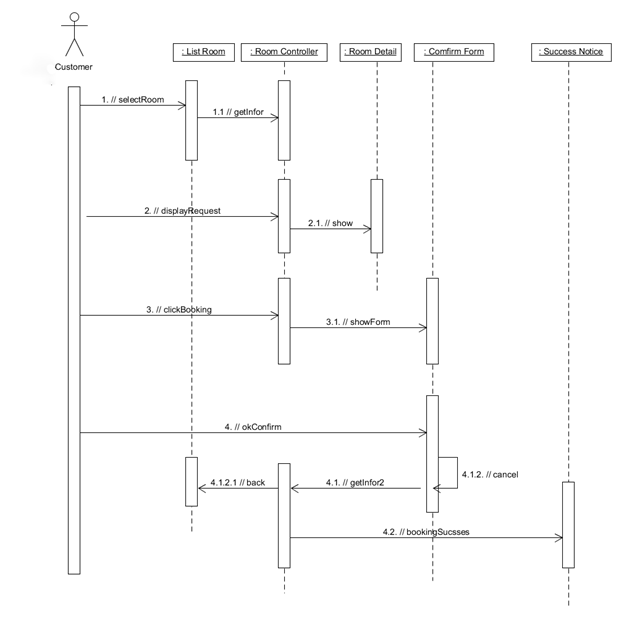 Customer
: List Room
: Room Controller
: Room Detail
: Comfirm Form
: Success Notice
1. // selectRoom
1.1 // getInfor
2. // displayRequest
2.1. // show
3. // clickBooking
3.1. // showForm
4. // okConfirm
4.1.2. // cancel
4.1.2.1 // back
4.1. // getInfor2
4.2. // bookingSucsses